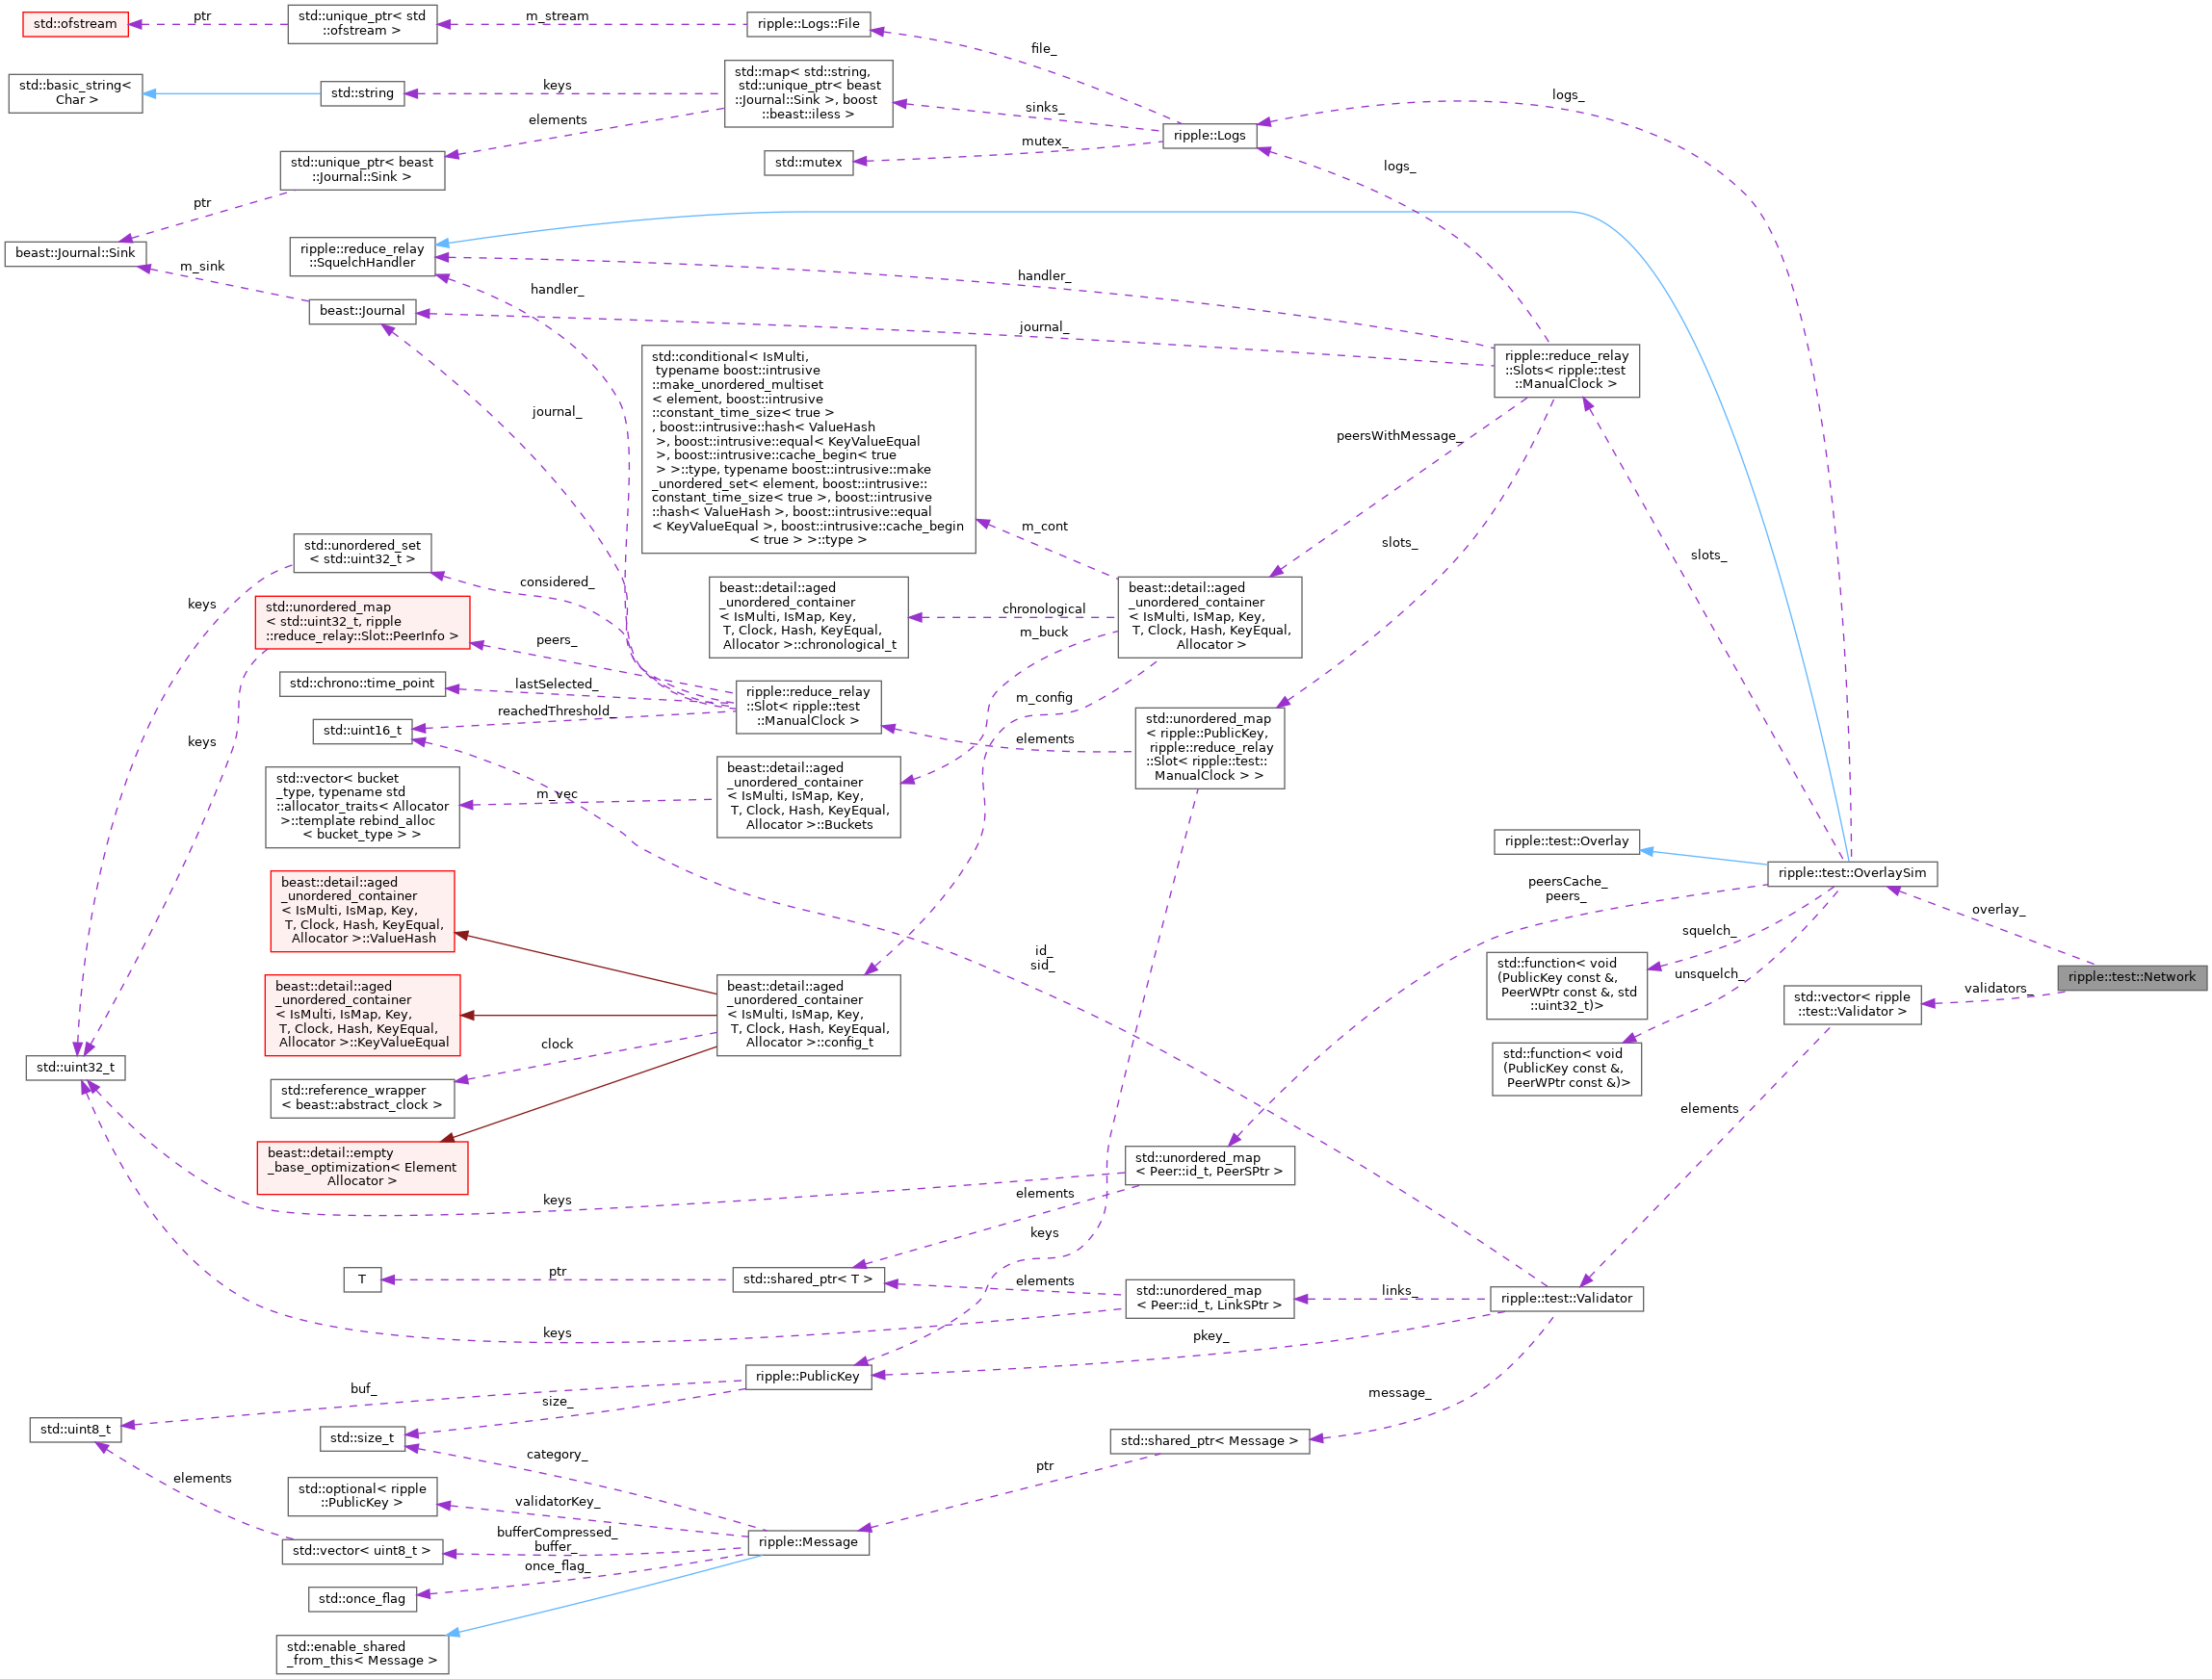 std::ofstream
ptr
std::unique_ptr< std
::ofstream >
m_stream
ripple::Logs::File
file_
std::basic_string<
Char >
std::string
keys
std::map< std::string,
std::unique_ptr< beast
::Journal::Sink >, boost
::beast::iless >
sinks_
logs_
elements
ripple::Logs
std::mutex
mutex_
std::unique_ptr< beast
::Journal::Sink >
logs_
ptr
beast::Journal::Sink
m_sink
ripple::reduce_relay
::SquelchHandler
handler_
handler_
beast::Journal
journal_
journal_
ripple::reduce_relay
::Slots< ripple::test
::ManualClock >
std::conditional< IsMulti,
typename boost::intrusive
::make_unordered_multiset
< element, boost::intrusive
::constant_time_size< true >
, boost::intrusive::hash< ValueHash
>, boost::intrusive::equal< KeyValueEqual
>, boost::intrusive::cache_begin< true
> >::type, typename boost::intrusive::make
_unordered_set< element, boost::intrusive::
constant_time_size< true >, boost::intrusive
::hash< ValueHash >, boost::intrusive::equal
< KeyValueEqual >, boost::intrusive::cache_begin
< true > >::type >
peersWithMessage_
m_cont
slots_
slots_
std::unordered_set
< std::uint32_t >
considered_
keys
std::unordered_map
< std::uint32_t, ripple
::reduce_relay::Slot::PeerInfo >
peers_
beast::detail::aged
_unordered_container
< IsMulti, IsMap, Key,
T, Clock, Hash, KeyEqual,
Allocator >::chronological_t
chronological
m_buck
beast::detail::aged
_unordered_container
< IsMulti, IsMap, Key,
T, Clock, Hash, KeyEqual,
Allocator >
std::chrono::time_point
lastSelected_
reachedThreshold_
std::uint16_t
ripple::reduce_relay
::Slot< ripple::test
::ManualClock >
m_config
elements
std::unordered_map
< ripple::PublicKey,
ripple::reduce_relay
::Slot< ripple::test::
ManualClock > >
keys
std::vector< bucket
_type, typename std
::allocator_traits< Allocator
>::template rebind_alloc
< bucket_type > >
m_vec
beast::detail::aged
_unordered_container
< IsMulti, IsMap, Key,
T, Clock, Hash, KeyEqual,
Allocator >::Buckets
ripple::test::Overlay
ripple::test::OverlaySim
peersCache_
peers_
overlay_
beast::detail::aged
_unordered_container
< IsMulti, IsMap, Key,
T, Clock, Hash, KeyEqual,
Allocator >::ValueHash
id_
sid_
squelch_
unsquelch_
std::function< void
(PublicKey const &,
PeerWPtr const &, std
::uint32_t)>
ripple::test::Network
validators_
std::vector< ripple
::test::Validator >
beast::detail::aged
_unordered_container
< IsMulti, IsMap, Key,
T, Clock, Hash, KeyEqual,
Allocator >::KeyValueEqual
beast::detail::aged
_unordered_container
< IsMulti, IsMap, Key,
T, Clock, Hash, KeyEqual,
Allocator >::config_t
clock
std::function< void
(PublicKey const &,
PeerWPtr const &)>
std::uint32_t
std::reference_wrapper
< beast::abstract_clock >
elements
beast::detail::empty
_base_optimization< Element
Allocator >
std::unordered_map
< Peer::id_t, PeerSPtr >
keys
elements
keys
T
ptr
std::shared_ptr< T >
elements
std::unordered_map
< Peer::id_t, LinkSPtr >
links_
ripple::test::Validator
keys
pkey_
ripple::PublicKey
buf_
size_
message_
std::uint8_t
std::size_t
category_
std::shared_ptr< Message >
ptr
elements
std::optional< ripple
::PublicKey >
validatorKey_
bufferCompressed_
buffer_
ripple::Message
std::vector< uint8_t >
once_flag_
std::once_flag
std::enable_shared
_from_this< Message >